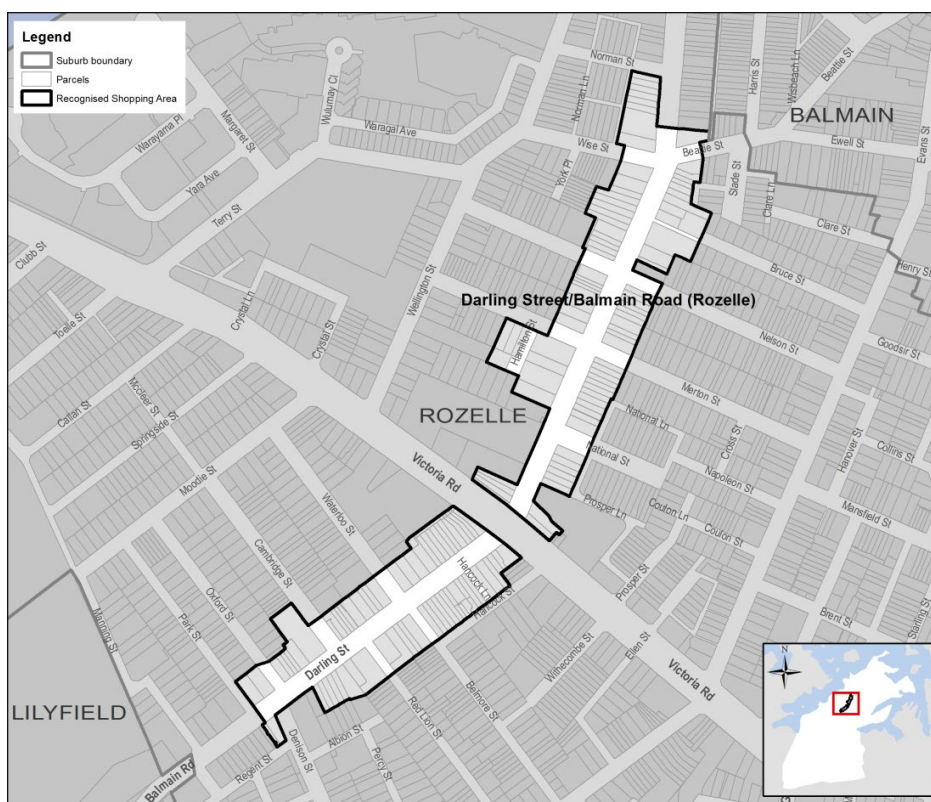 Legend
Suburb boundary
Parcels
Recognised Shopping Area
Norman St
Norman Ln
Harris St
Wisbeach Ln
Beattie St
BALMAIN
Wulumay Cl
Waragal Ave
Warayama Pl
Margaret St
Wise St
Beattie St
Ewell St
Evans St
York Pl
Slade St
Clare Ln
Yara Ave
Terry St
Clare St
Clubb St
Wellington St
Bruce St
Henry St
Crystal Ln
Darling Street/Balmain Road (Rozelle)
Toelle St
Crystal St
Hamilton St
Nelson St
Goodsir St
Merton St
Mccleer St
Callan St
Springside St
ROZELLE
National Ln
Cross St
Hanover St
Collins St
National St
Napoleon St
Moodie St
Victoria Rd
Waterloo St
Prosper Ln
Coulon Ln
Coulon St
Mansfield St
Cambridge St
Hancock Ln
Prosper St
Oxford St
Hancock St
Manning St
Park St
Brent St
Starling St
Withecombe St
Ellen St
Darling St
Victoria Rd
N
LILYFIELD
Belmore St
Red Lion St
Denison St
Albion St
Regent St
Percy St
Balmain Rd